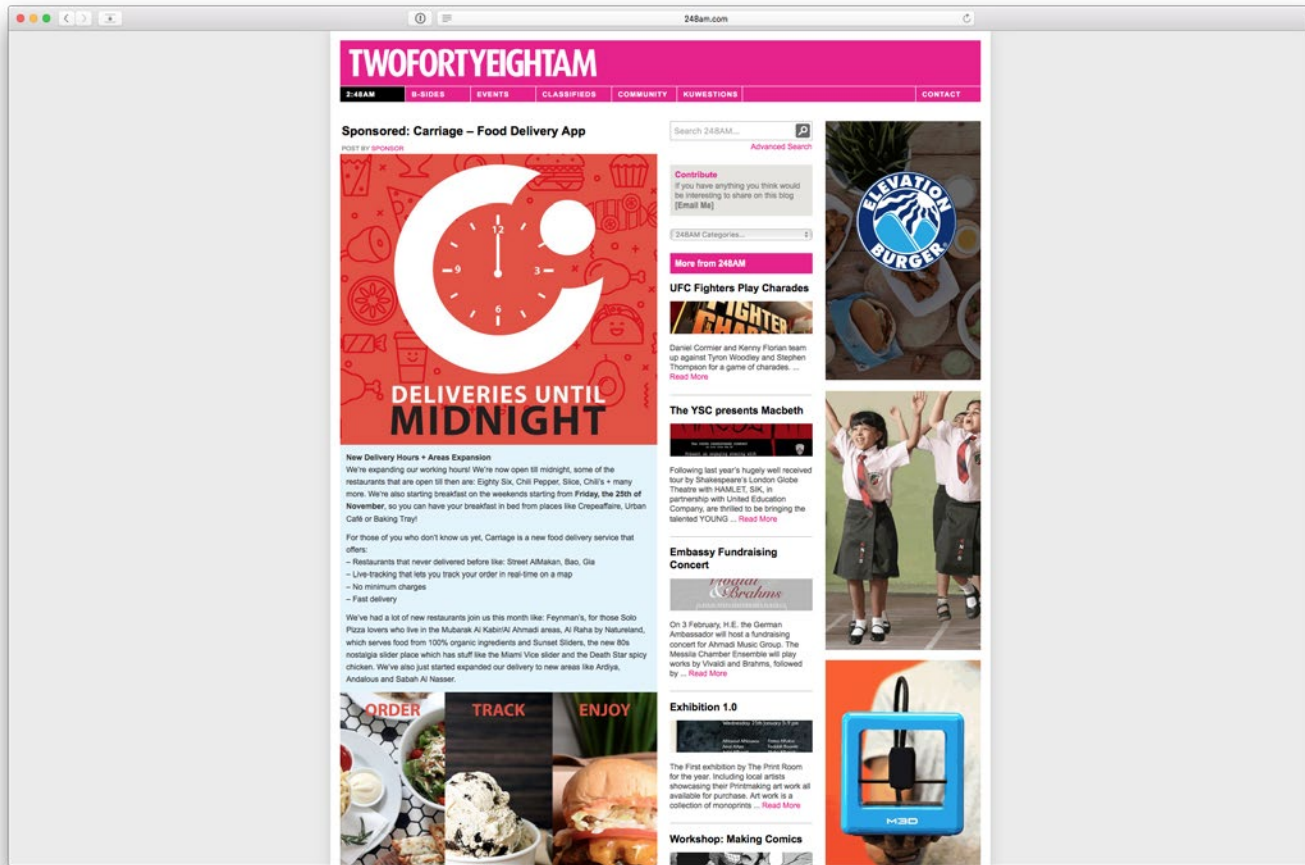 248am.com
TWOFORTYEIGHTAM
2:48AM B-SIDES EVENTS CLASSIFIEDS COMMUNITY KUWESTIONS CONTACT
Sponsored: Carriage – Food Delivery App
POST BY SPONSOR
12
9 3
6
DELIVERIES UNTIL
MIDNIGHT
New Delivery Hours + Areas Expansion
We're expanding our working hours! We're now open till midnight, some of the
restaurants that are open till then are: Eighty Six, Chili Pepper, Slice, Chili's + many
more. We're also starting breakfast on the weekends starting from Friday, the 25th of
November, so you can have your breakfast in bed from places like Crepeaffaire, Urban
Café or Baking Tray!
For those of you who don't know us yet, Carriage is a new food delivery service that
offers:
– Restaurants that never delivered before like: Street AlMakan, Bao, Gia
– Live-tracking that lets you track your order in real-time on a map
– No minimum charges
– Fast delivery
We've had a lot of new restaurants join us this month like: Feynman's, for those Solo
Pizza lovers who live in the Mubarak Al Kabir/Al Ahmadi areas, Al Raha by Natureland,
which serves food from 100% organic ingredients and Sunset Sliders, the new 80s
nostalgia slider place which has stuff like the Miami Vice slider and the Death Star spicy
chicken. We've also just started expanded our delivery to new areas like Ardiya,
Andalous and Sabah Al Nasser.
ORDER TRACK ENJOY
Search 248AM...
Advanced Search
Contribute
If you have anything you think would
be interesting to share on this blog
[Email Me]
248AM Categories...
More from 248AM
UFC Fighters Play Charades
FIGHTER
Daniel Cormier and Kenny Florian team
up against Tyron Woodley and Stephen
Thompson for a game of charades. ...
Read More
The YSC presents Macbeth
Following last year's hugely well received
tour by Shakespeare's London Globe
Theatre with HAMLET, SIK, in
partnership with United Education
Company, are thrilled to be bringing the
talented YOUNG ... Read More
Embassy Fundraising
Concert
& Brahms
On 3 February, H.E. the German
Ambassador will host a fundraising
concert for Ahmadi Music Group. The
Messila Chamber Ensemble will play
works by Vivaldi and Brahms, followed
by ... Read More
Exhibition 1.0
Wednesday 25th January 5-9 pm
The First exhibition by The Print Room
for the year. Including local artists
showcasing their Printmaking art work all
available for purchase. Art work is a
collection of monoprints ... Read More
Workshop: Making Comics
ELEVATION
BURGER
M3D